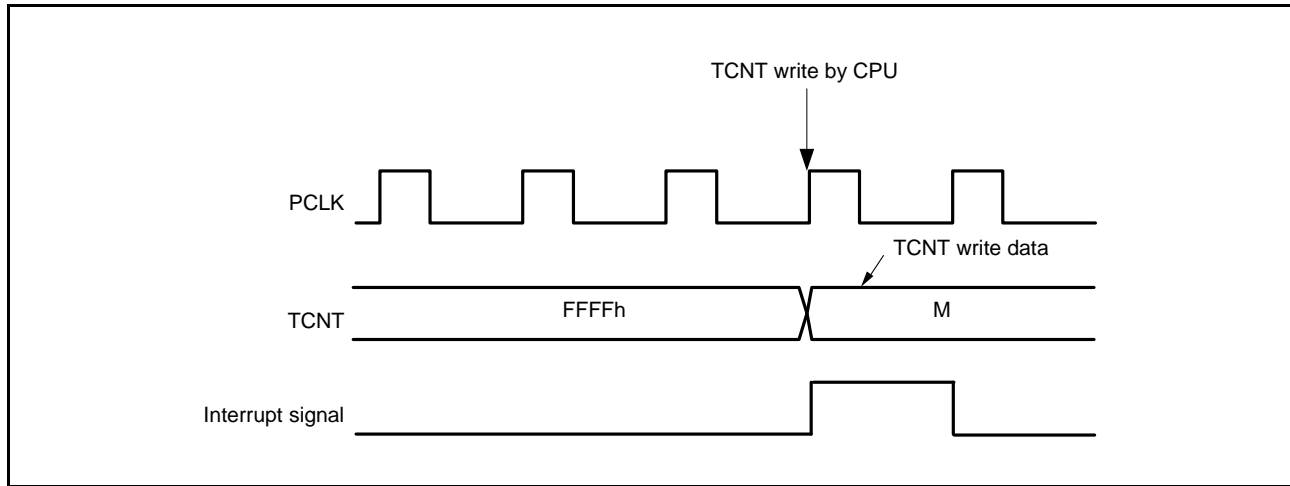 TCNT write by CPU
PCLK
TCNT write data
TCNT
FFFFh
M
Interrupt signal